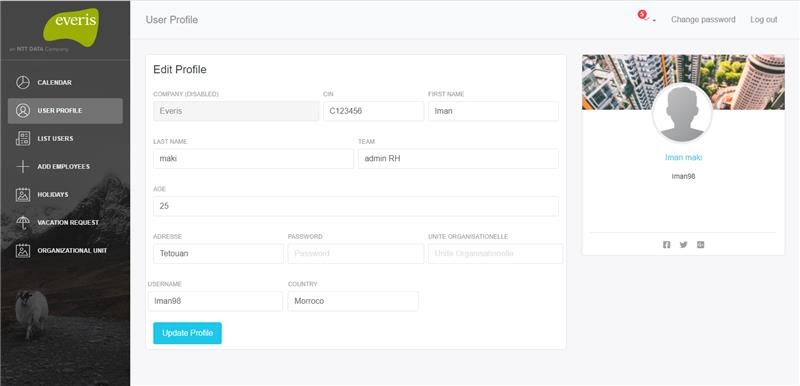 everis
an NTT DATA Company
CALENDAR
USER PROFILE
LIST USERS
ADD EMPLOYEES
HOLIDAYS
VACATION REQUEST
ORGANIZATIONAL UNIT
User Profile
5
Change password
Log out
Edit Profile
COMPANY (DISABLED) CIN FIRST NAME
Everis C123456 Iman
LAST NAME TEAM
maki admin RH
AGE
25
ADRESSE PASSWORD UNITE ORGANISATIONELLE
Tetouan Password Unite Organisationelle
USERNAME COUNTRY
Iman98 Morroco
Update Profile
Iman maki
Iman98